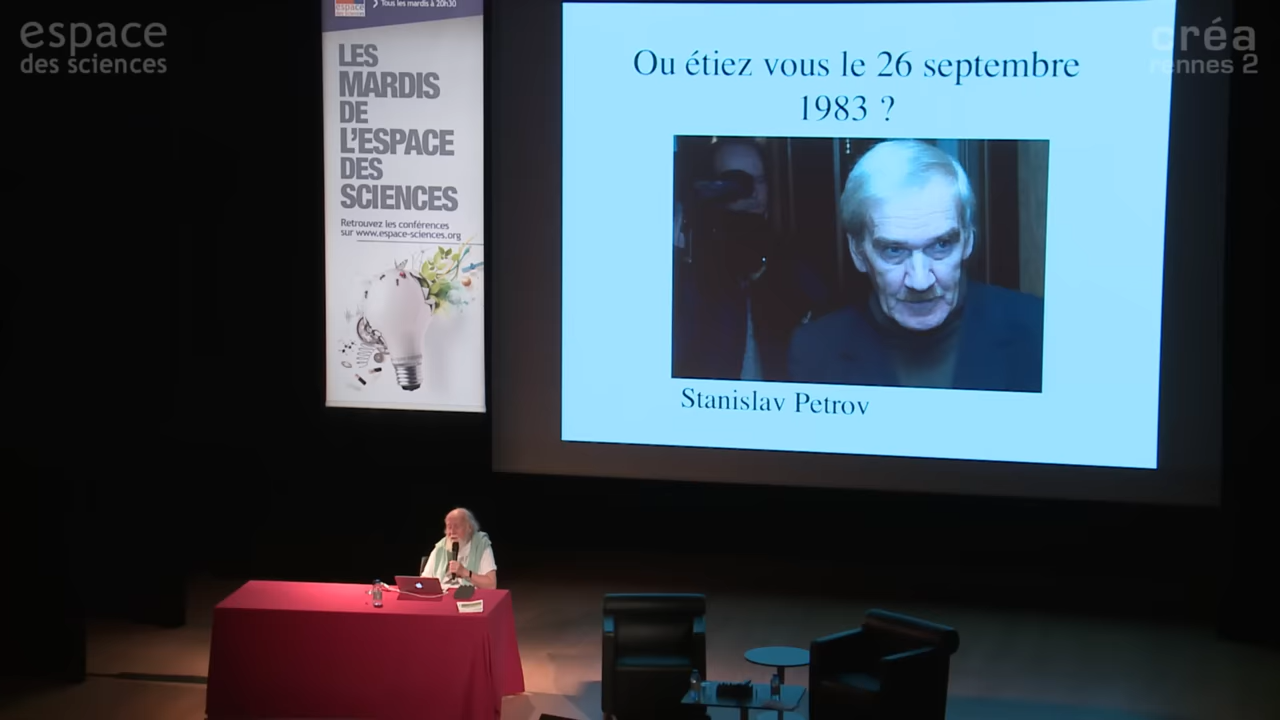 espace
des sciences
Tous les mardis à 20h30
LES
MARDIS
DE
L'ESPACE
DES
SCIENCES
Retrouvez les conférences
sur www.espace-sciences.org
Ou étiez vous le 26 septembre
1983 ?
Stanislav Petrov
créa
rennes 2